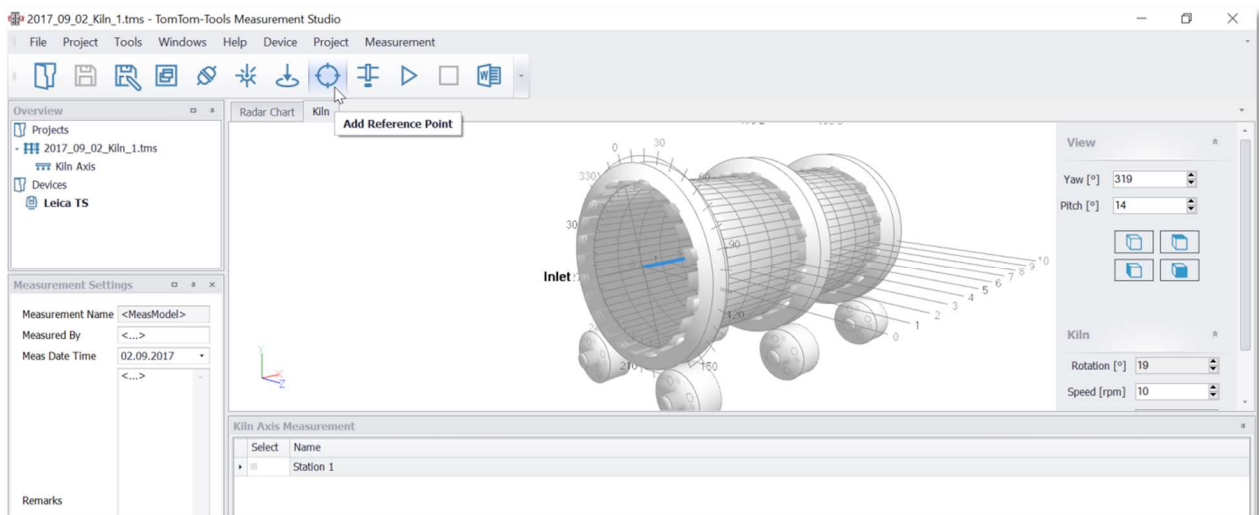 2017_09_02_Kiln_1.tms - TomTom-Tools Measurement Studio
File Project Tools Windows Help Device Project Measurement
Overview
Projects
2017_09_02_Kiln_1.tms
Kiln Axis
Devices
Leica TS
Measurement Settings
Measurement Name <MeasModel>
Measured By <...>
Meas Date Time 02.09.2017
<...>
Remarks
Radar Chart Kiln
Add Reference Point
0 30
330 60
30
90
Inlet
120
210 150
0 1 2 3 4 5 6 7 8 9 10
Y
X
Z
View
Yaw [°] 319
Pitch [°] 14
Kiln
Rotation [°] 19
Speed [rpm] 10
Kiln Axis Measurement
Select Name
Station 1